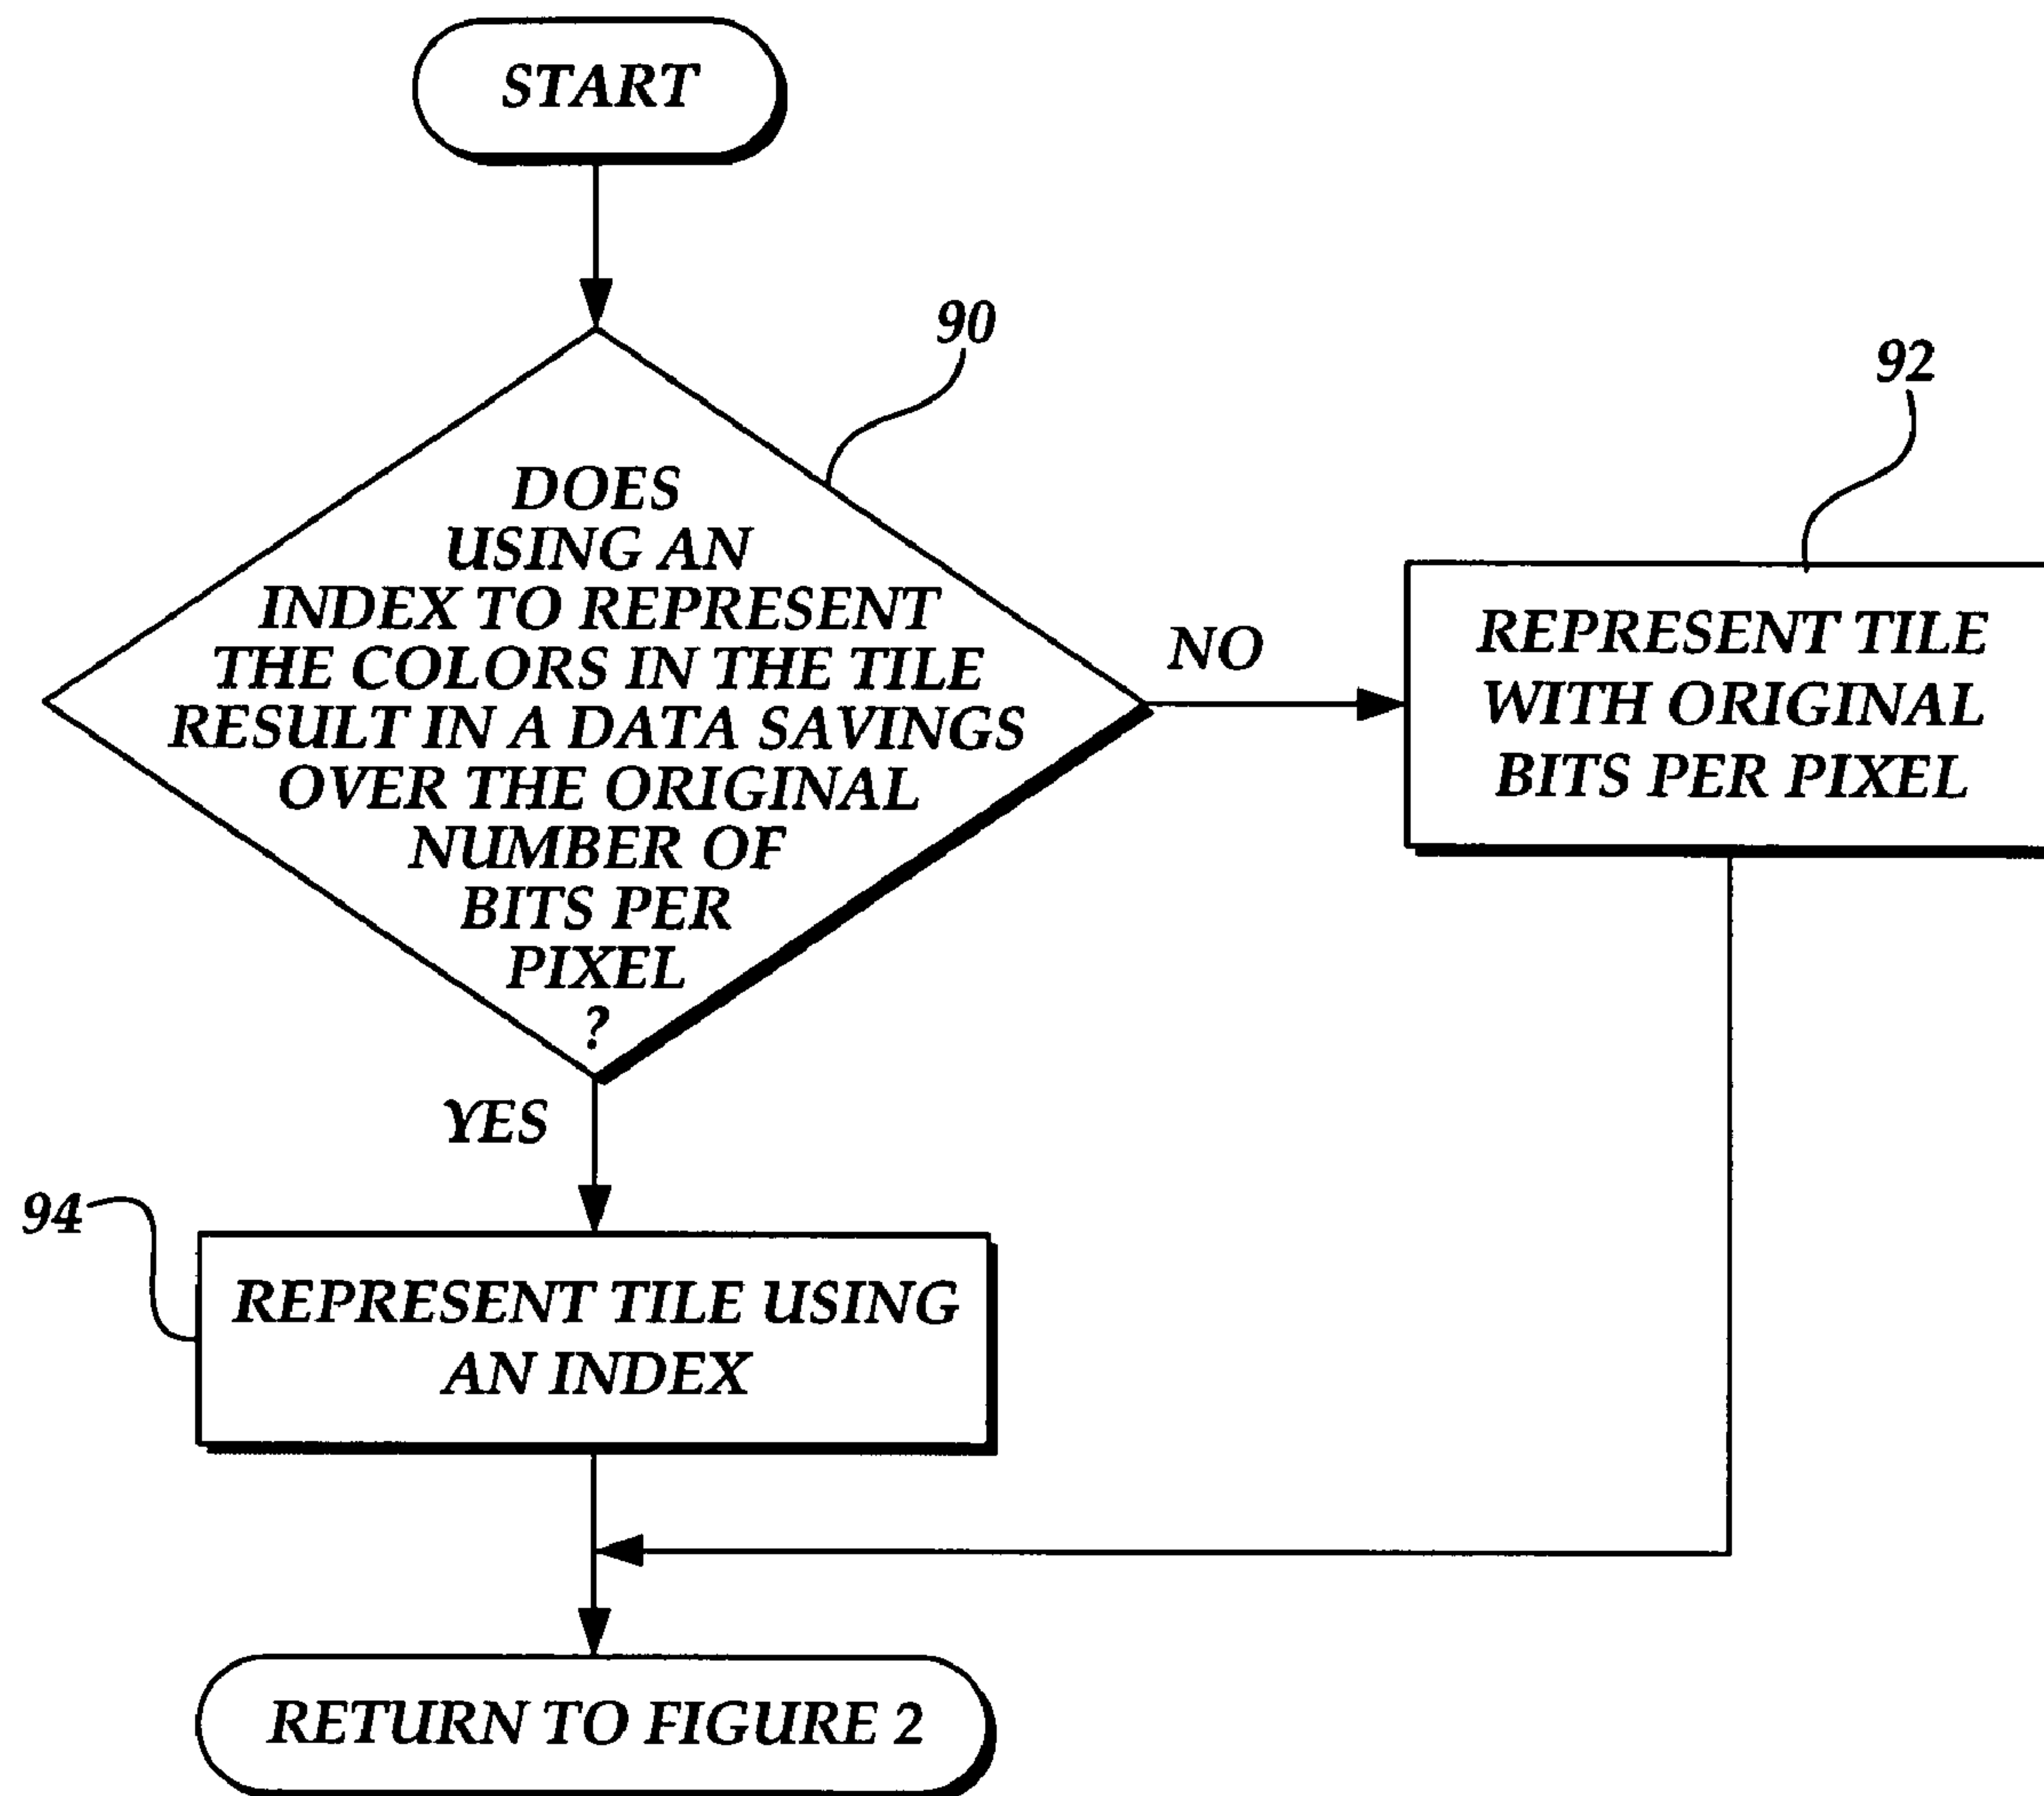 START
90
DOES
USING AN
INDEX TO REPRESENT
THE COLORS IN THE TILE
RESULT IN A DATA SAVINGS
OVER THE ORIGINAL
NUMBER OF
BITS PER
PIXEL
?
NO
92
REPRESENT TILE
WITH ORIGINAL
BITS PER PIXEL
YES
94
REPRESENT TILE USING
AN INDEX
RETURN TO FIGURE 2